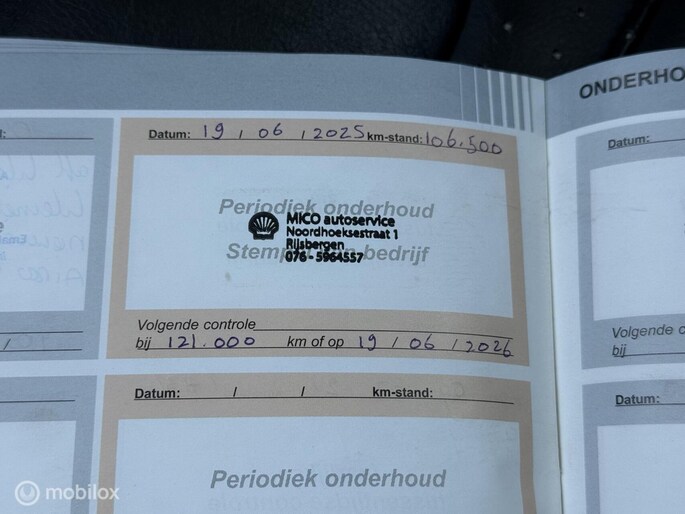 ONDERHO
Datum: 19 / 06 / 2025 km-stand: 106.500
Datum:
Periodiek onderhoud
MICO autoservice
Noordhoeksestraat 1
Rijsbergen
Stempel van bedrijf
076 - 5964557
Volgende controle
bij 121.000 km of op 19 / 06 / 2026
Volgende c
bij
Datum: / / km-stand:
Datum:
Periodiek onderhoud
mobilox